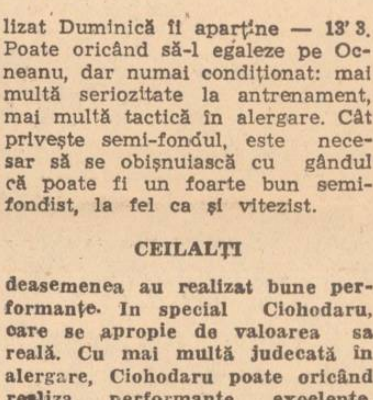 lizat Duminică îi aparține — 13' 3.
Poate oricând să-l egaleze pe Oc-
neanu, dar numai condiționat: mai
multă seriozitate la antrenament,
mai multă tactică în alergare. Cât
privește semi-fondul, este nece-
sar să se obișnuiască cu gândul
că poate fi un foarte bun semi-
fondist, la fel ca și vitezist.
CEILALȚI
deasemenea au realizat bune per-
formanțe. In special Ciohodaru,
care se apropie de valoarea sa
reală. Cu mai multă judecată în
alergare, Ciohodaru poate oricând
realiza performanțe excelente.